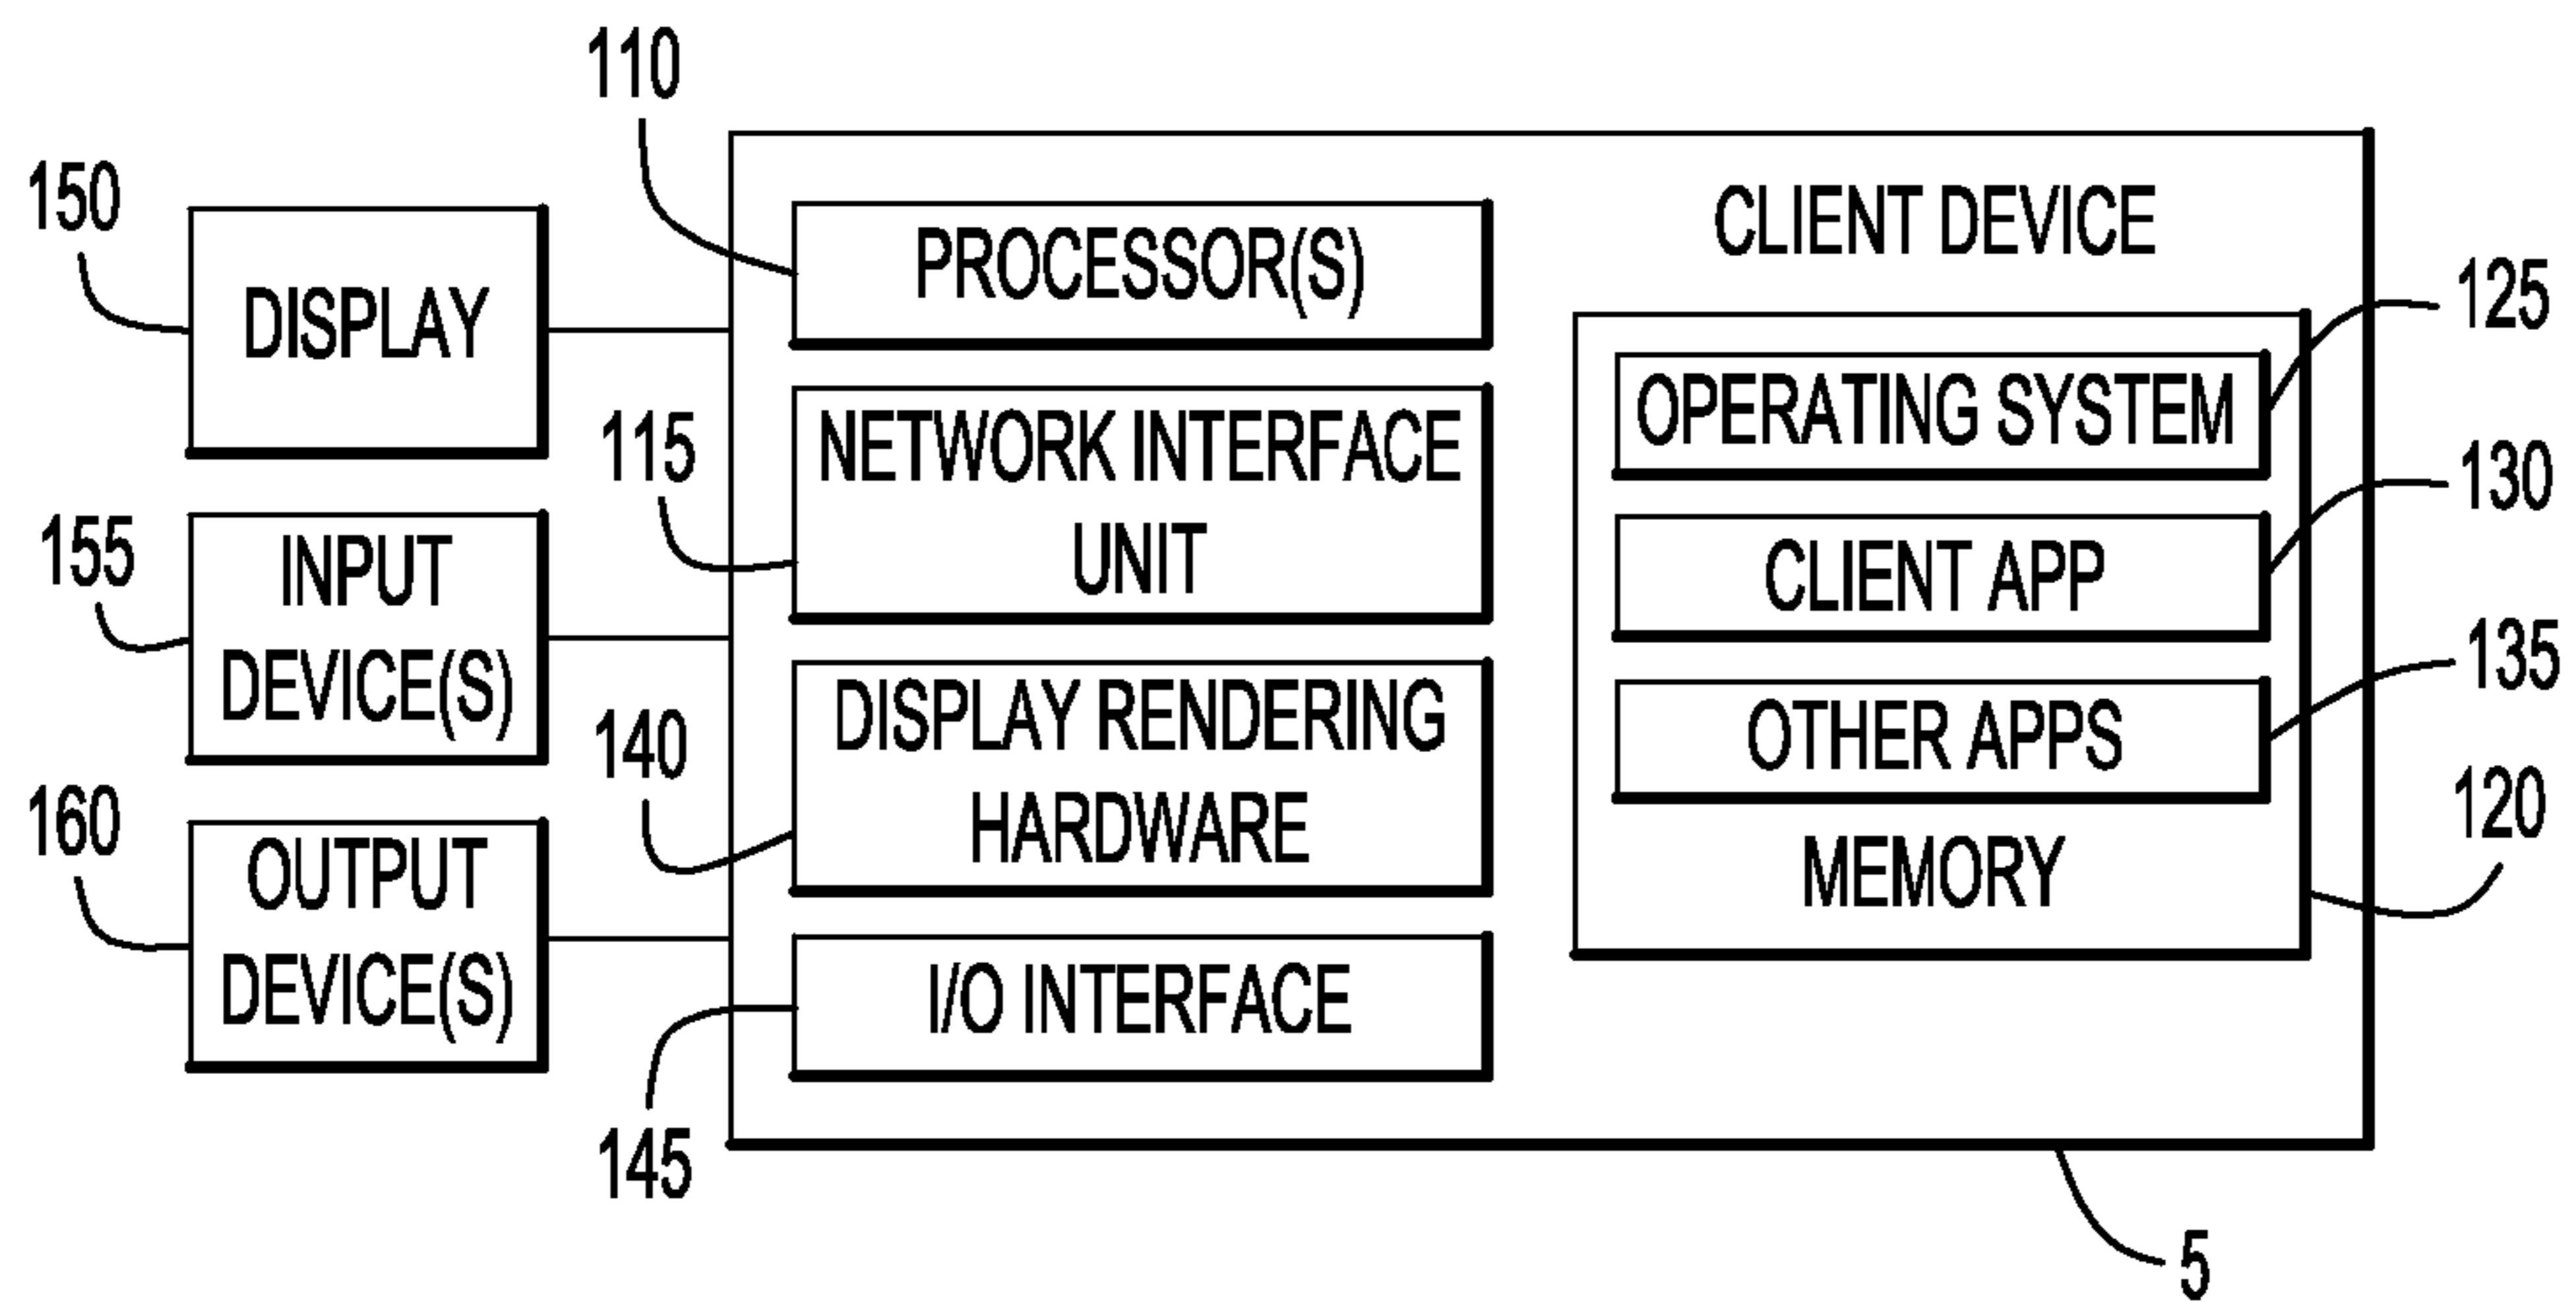 110
150
DISPLAY
155
INPUT
DEVICE(S)
160
OUTPUT
DEVICE(S)
CLIENT DEVICE
PROCESSOR(S)
115
NETWORK INTERFACE
UNIT
140
DISPLAY RENDERING
HARDWARE
145
I/O INTERFACE
125
OPERATING SYSTEM
130
CLIENT APP
135
OTHER APPS
120
MEMORY
5